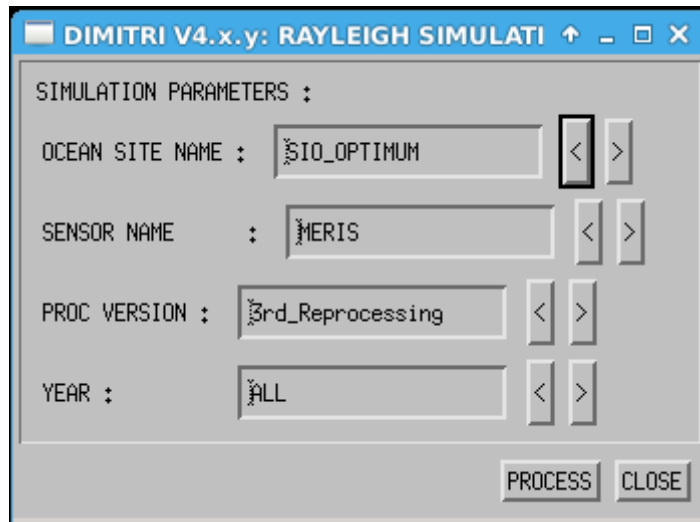 DIMITRI V4.x.y: RAYLEIGH SIMULATI
SIMULATION PARAMETERS :
OCEAN SITE NAME : SIO_OPTIMUM < >
SENSOR NAME : MERIS < >
PROC VERSION : 3rd_Reprocessing < >
YEAR : ALL < >
PROCESS CLOSE